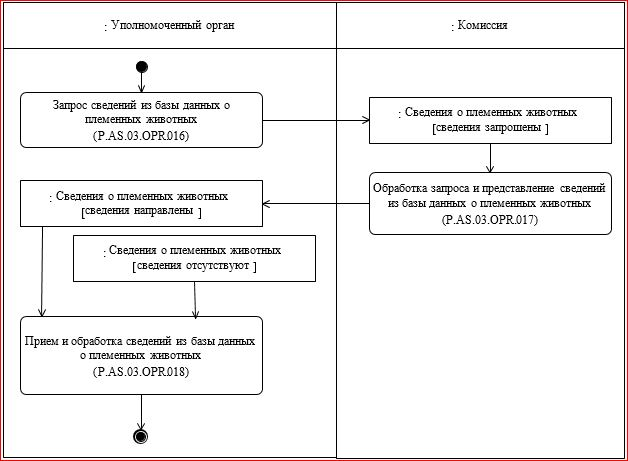 : Уполномоченный орган
: Комиссия
Запрос сведений из базы данных о
племенных животных
(P.AS.03.OPR.016)
: Сведения о племенных животных
[сведения запрошены ]
: Сведения о племенных животных
[сведения направлены ]
Обработка запроса и представление сведений
из базы данных о племенных животных
(P.AS.03.OPR.017)
: Сведения о племенных животных
[сведения отсутствуют ]
Прием и обработка сведений из базы данных
о племенных животных
(P.AS.03.OPR.018)